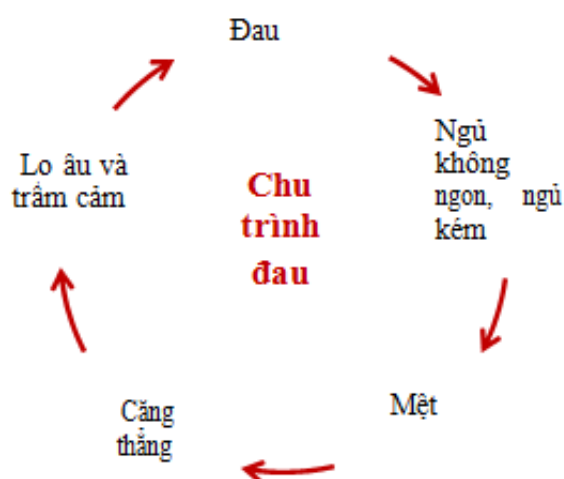 Đau
Ngủ
không
ngon, ngủ
kém
Mệt
Căng
thẳng
Lo âu và
trầm cảm
Chu
trình
đau